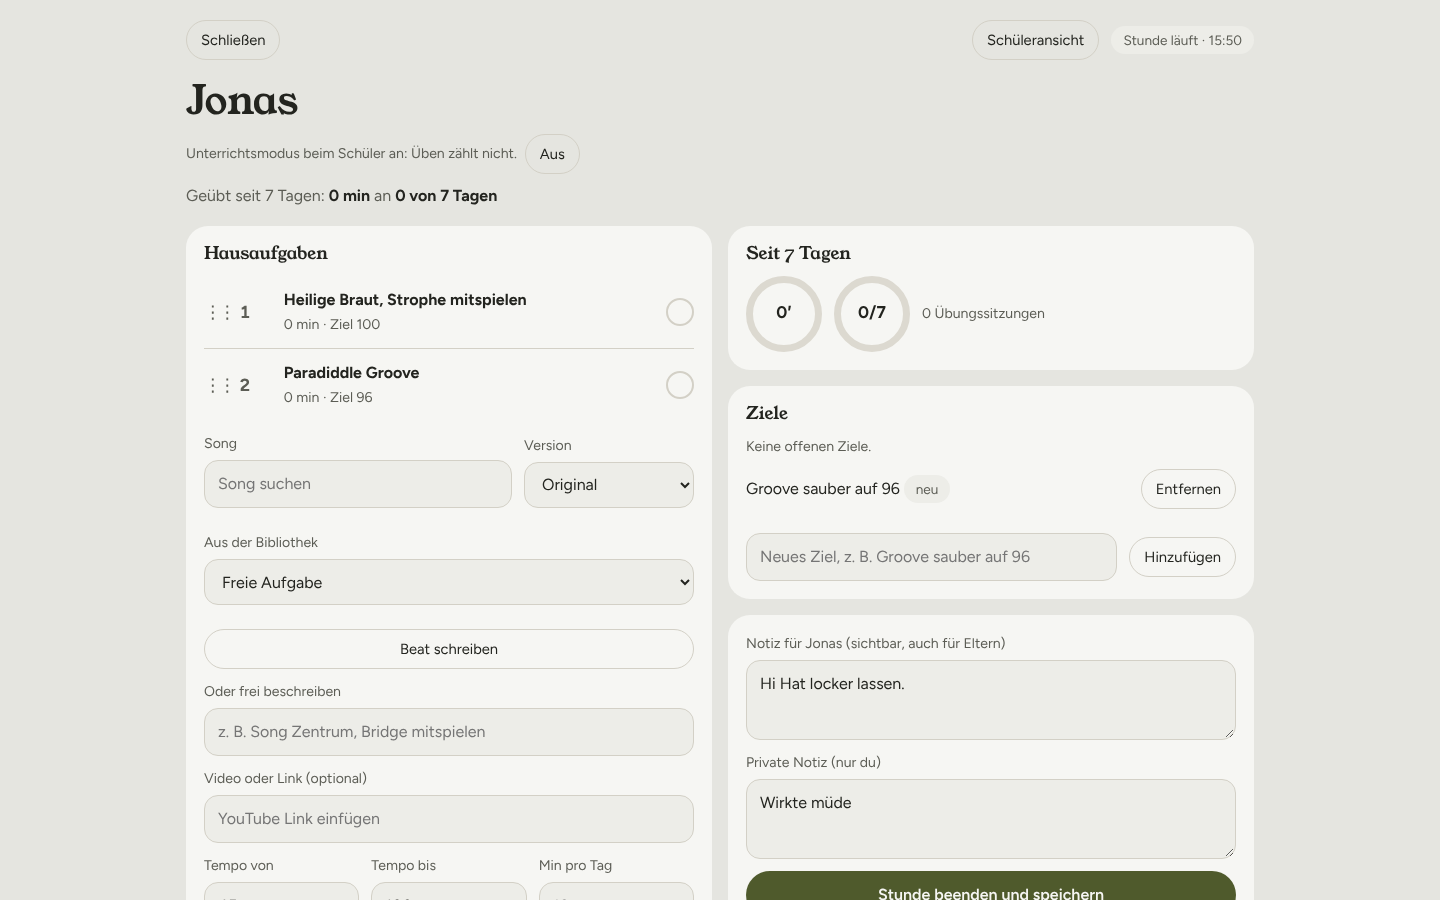 Schließen
Schüleransicht
Stunde läuft · 15:50
Jonas
Unterrichtsmodus beim Schüler an: Üben zählt nicht.
Aus
Geübt seit 7 Tagen: 0 min an 0 von 7 Tagen
Hausaufgaben
1
Heilige Braut, Strophe mitspielen
0 min · Ziel 100
2
Paradiddle Groove
0 min · Ziel 96
Song
Version
Song suchen
Original
Aus der Bibliothek
Freie Aufgabe
Beat schreiben
Oder frei beschreiben
z. B. Song Zentrum, Bridge mitspielen
Video oder Link (optional)
YouTube Link einfügen
Tempo von
Tempo bis
Min pro Tag
Seit 7 Tagen
0′
0/7
0 Übungssitzungen
Ziele
Keine offenen Ziele.
Groove sauber auf 96 neu
Entfernen
Neues Ziel, z. B. Groove sauber auf 96
Hinzufügen
Notiz für Jonas (sichtbar, auch für Eltern)
Hi Hat locker lassen.
Private Notiz (nur du)
Wirkte müde
Stunde beenden und speichern